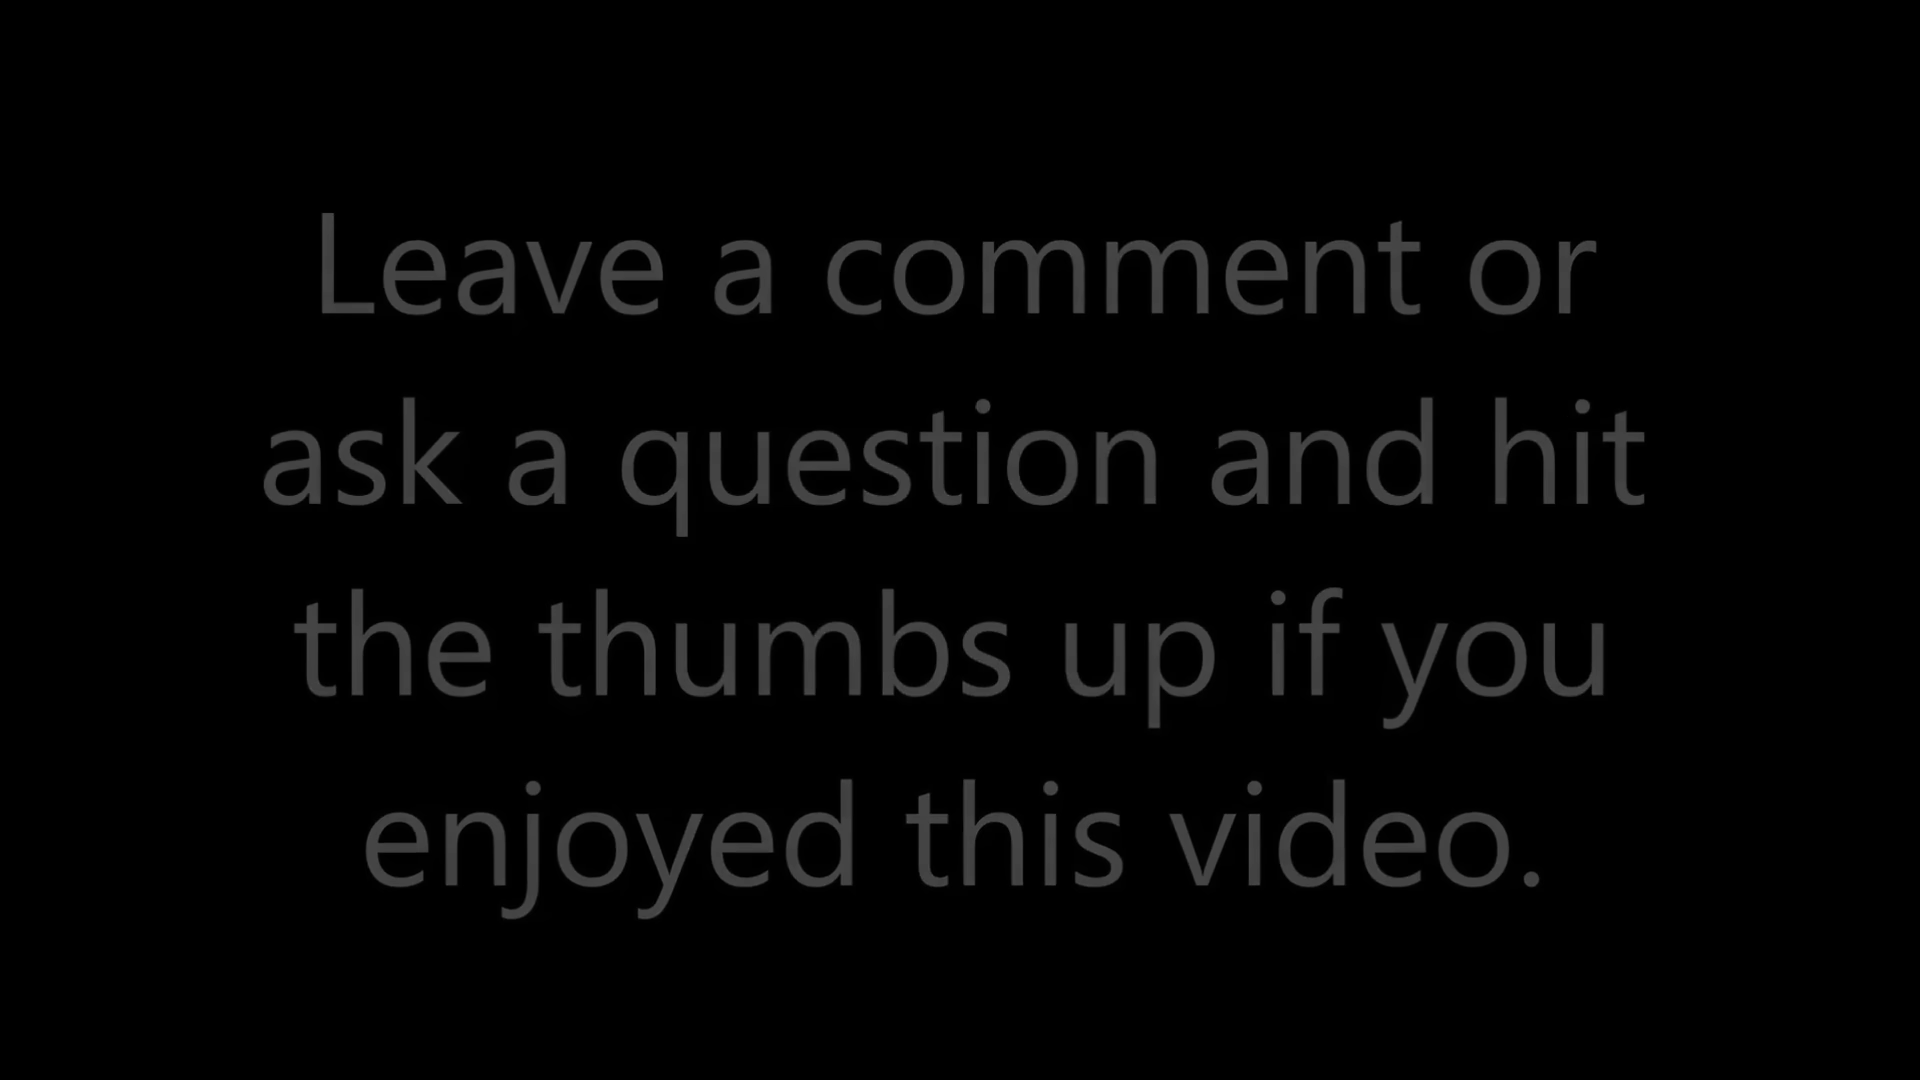 Leave a comment or
ask a question and hit
the thumbs up if you
enjoyed this video.